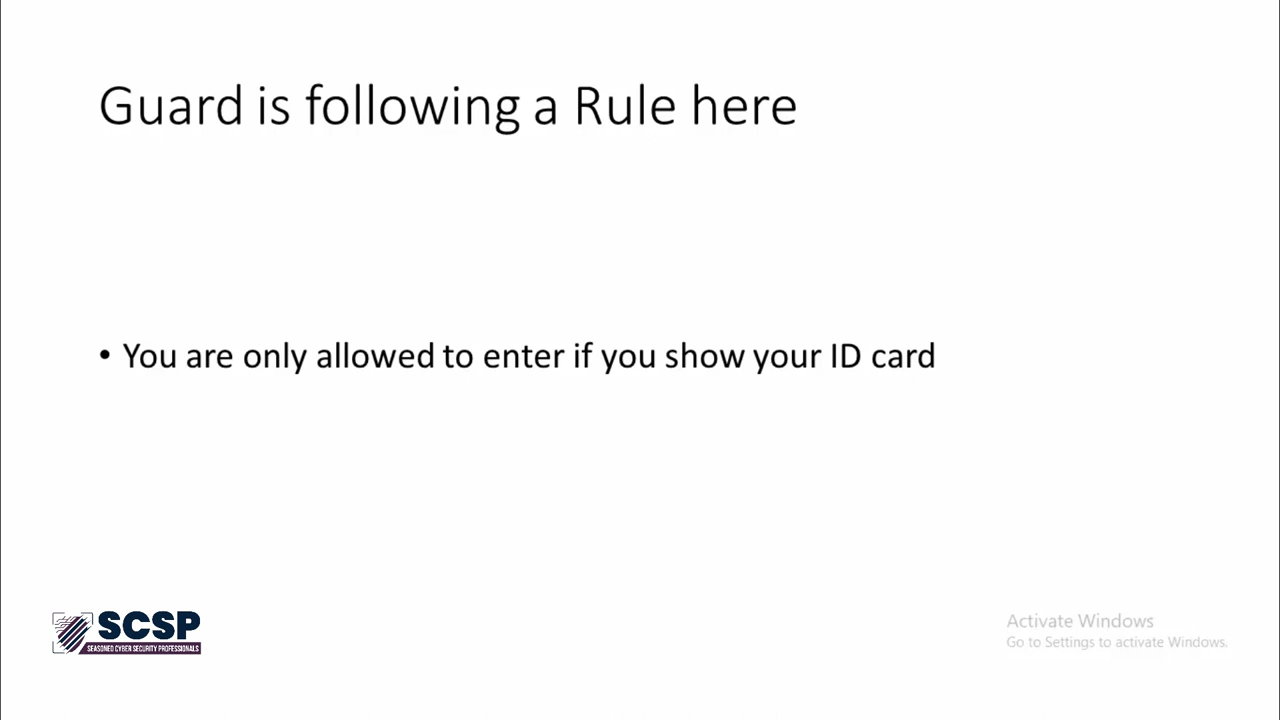 Guard is following a Rule here
• You are only allowed to enter if you show your ID card
SCSP
SEASONED CYBER SECURITY PROFESSIONALS
Activate Windows
Go to Settings to activate Windows.